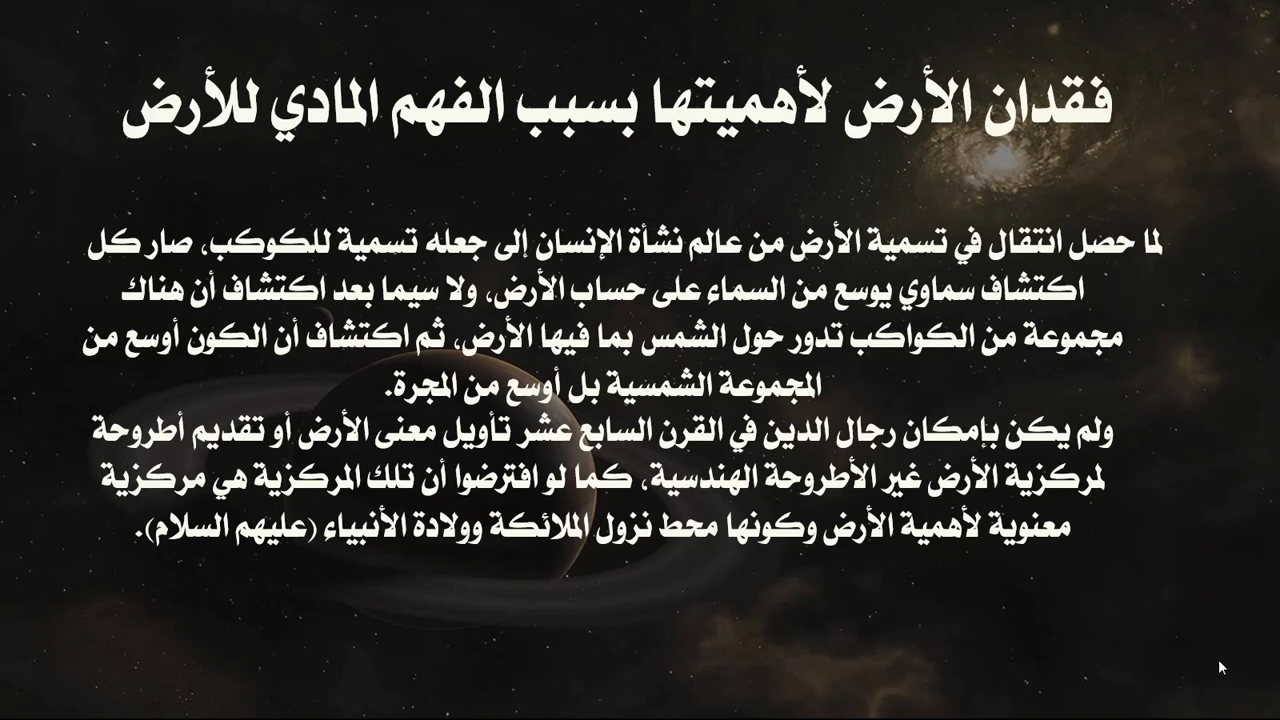 فقدان الأرض لأهميتها بسبب الفهم المادي للأرض
لما حصل انتقال في تسمية الأرض من عالم نشأة الإنسان إلى جعله تسمية للكوكب، صار كل
اكتشاف سماوي يوسع من السماء على حساب الأرض، ولا سيما بعد اكتشاف أن هناك
مجموعة من الكواكب تدور حول الشمس بما فيها الأرض، ثم اكتشاف أن الكون أوسع من
المجموعة الشمسية بل أوسع من المجرة.
ولم يكن بإمكان رجال الدين في القرن السابع عشر تأويل معنى الأرض أو تقديم أطروحة
لمركزية الأرض غير الأطروحة الهندسية، كما لو افترضوا أن تلك المركزية هي مركزية
معنوية لأهمية الأرض وكونها محط نزول الملائكة وولادة الأنبياء (عليهم السلام).